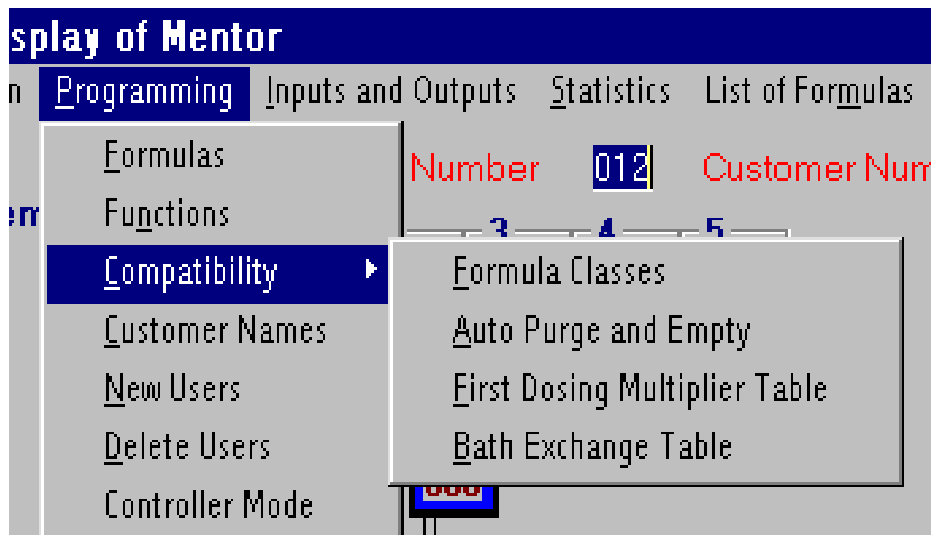 splay of Mentor
n Programming Inputs and Outputs Statistics List of Formulas
Formulas
Number 012 Customer Num
Functions
em
3 4 5
Compatibility
Formula Classes
Customer Names
Auto Purge and Empty
New Users
First Dosing Multiplier Table
Delete Users
Bath Exchange Table
Controller Mode